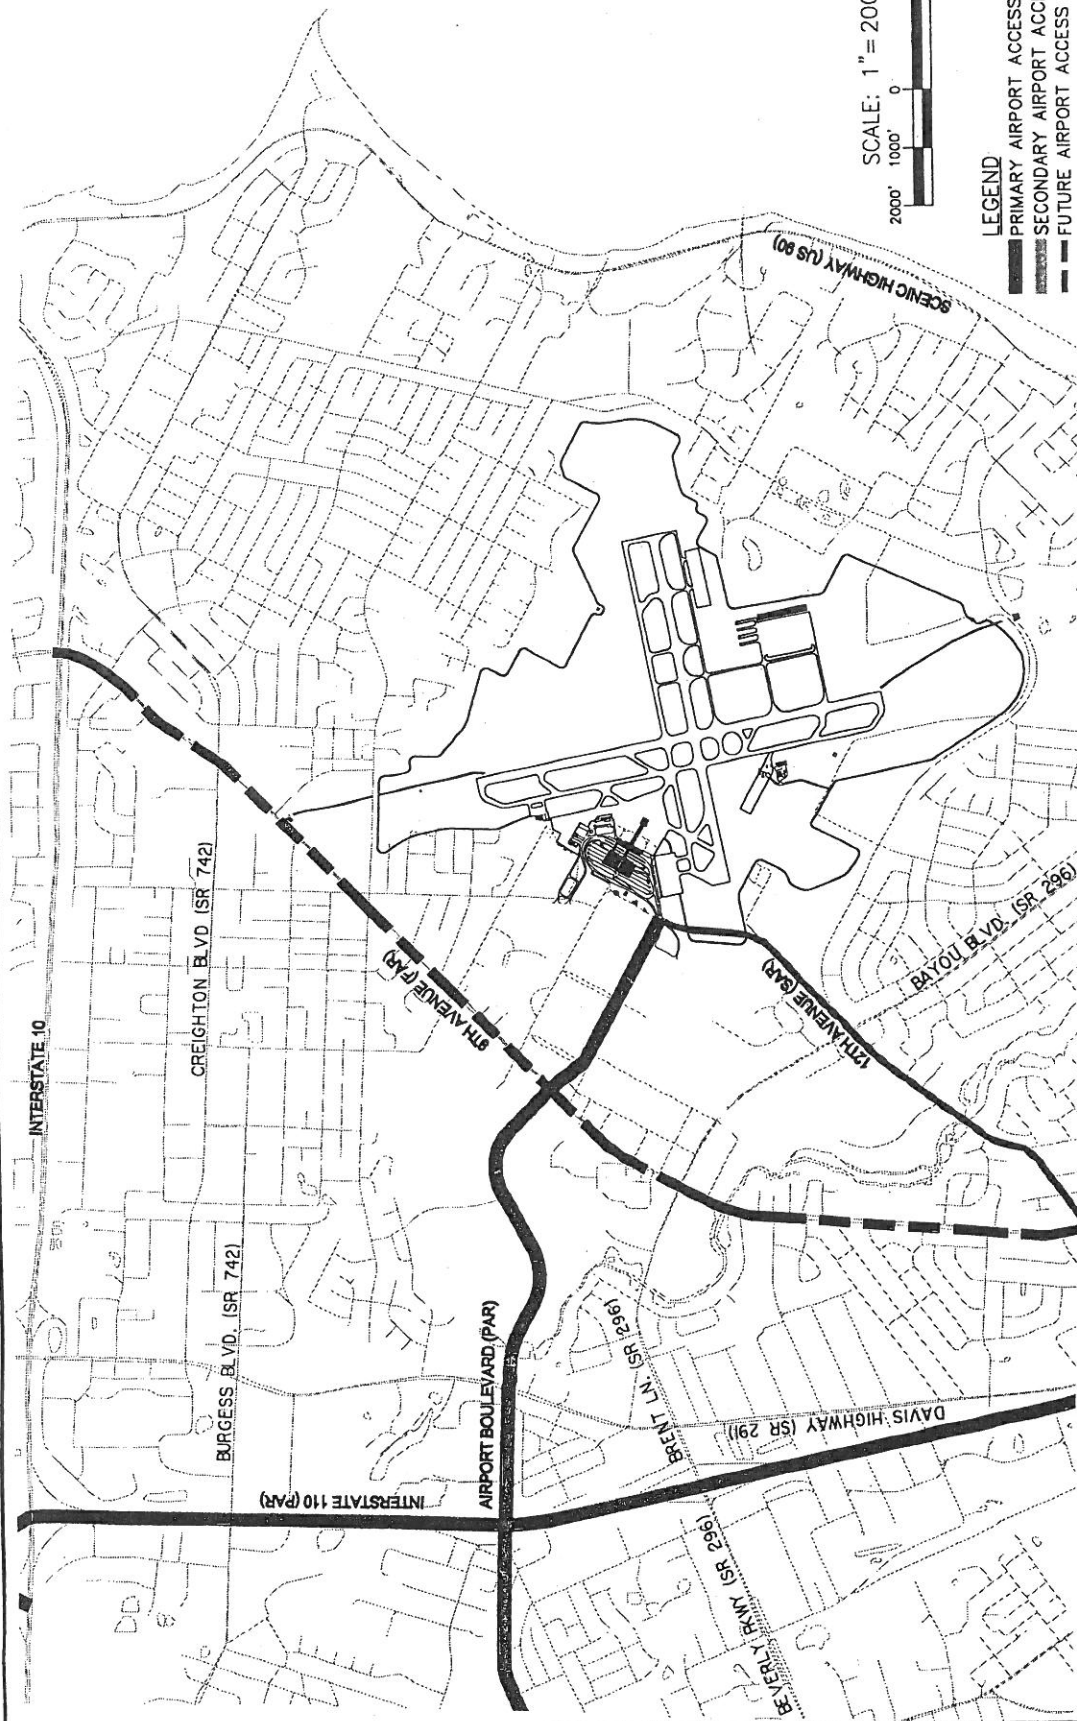 INTERSTATE 10
CREIGHTON BLVD (SR 742)
BURGESS BLVD. (SR 742)
9TH AVENUE (FAR)
INTERSTATE 110 (PAR)
AIRPORT BOULEVARD (PAR)
12TH AVENUE (SAR)
BAYOU BLVD. (SR 296)
BRENT LN. (SR 296)
BEVERLY PKWY (SR 296)
DAVIS HIGHWAY (SR 291)
SCENIC HIGHWAY (US 90)
SCALE: 1"= 200
2000' 1000' 0
LEGEND
PRIMARY AIRPORT ACCESS
SECONDARY AIRPORT ACC
FUTURE AIRPORT ACCESS